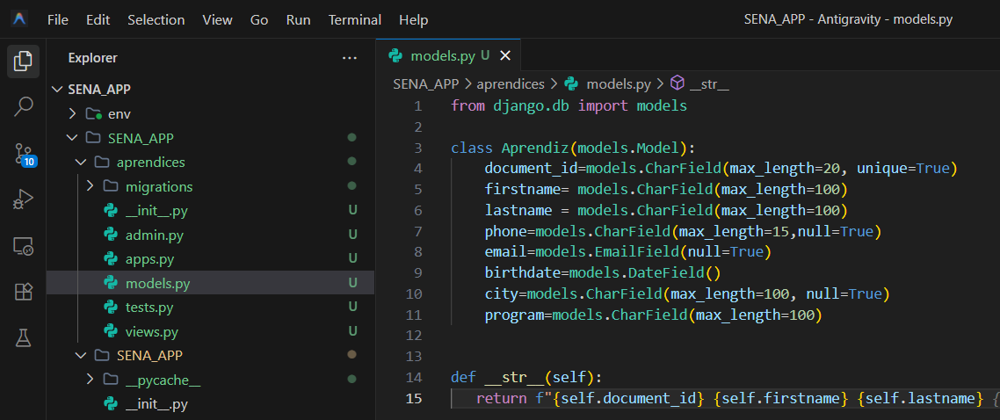 File Edit Selection View Go Run Terminal Help SENA_APP - Antigravity - models.py
Explorer ...
models.py U
SENA_APP
env
SENA_APP
aprendices
migrations
__init__.py U
admin.py U
apps.py U
models.py U
tests.py U
views.py U
SENA_APP
__pycache__
__init__.py
10
SENA_APP > aprendices > models.py > __str__
1 from django.db import models
2
3 class Aprendiz(models.Model):
4 document_id=models.CharField(max_length=20, unique=True)
5 firstname= models.CharField(max_length=100)
6 lastname = models.CharField(max_length=100)
7 phone=models.CharField(max_length=15,null=True)
8 email=models.EmailField(null=True)
9 birthdate=models.DateField()
10 city=models.CharField(max_length=100, null=True)
11 program=models.CharField(max_length=100)
12
13
14 def __str__(self):
15 return f"{self.document_id} {self.firstname} {self.lastname} {